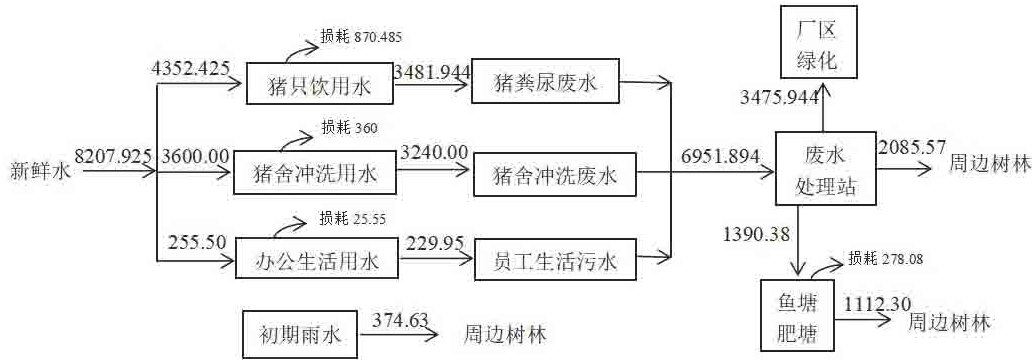 损耗 870.485
4352.425
猪只饮用水
3481.944
猪粪尿废水
厂区
绿化
3475.944
新鲜水
8207.925
损耗 360
3600.00
猪舍冲洗用水
3240.00
猪舍冲洗废水
6951.894
废水
处理站
2085.57
周边树林
损耗 25.55
255.50
办公生活用水
229.95
员工生活污水
1390.38
损耗 278.08
鱼塘
肥塘
1112.30
周边树林
初期雨水
374.63
周边树林